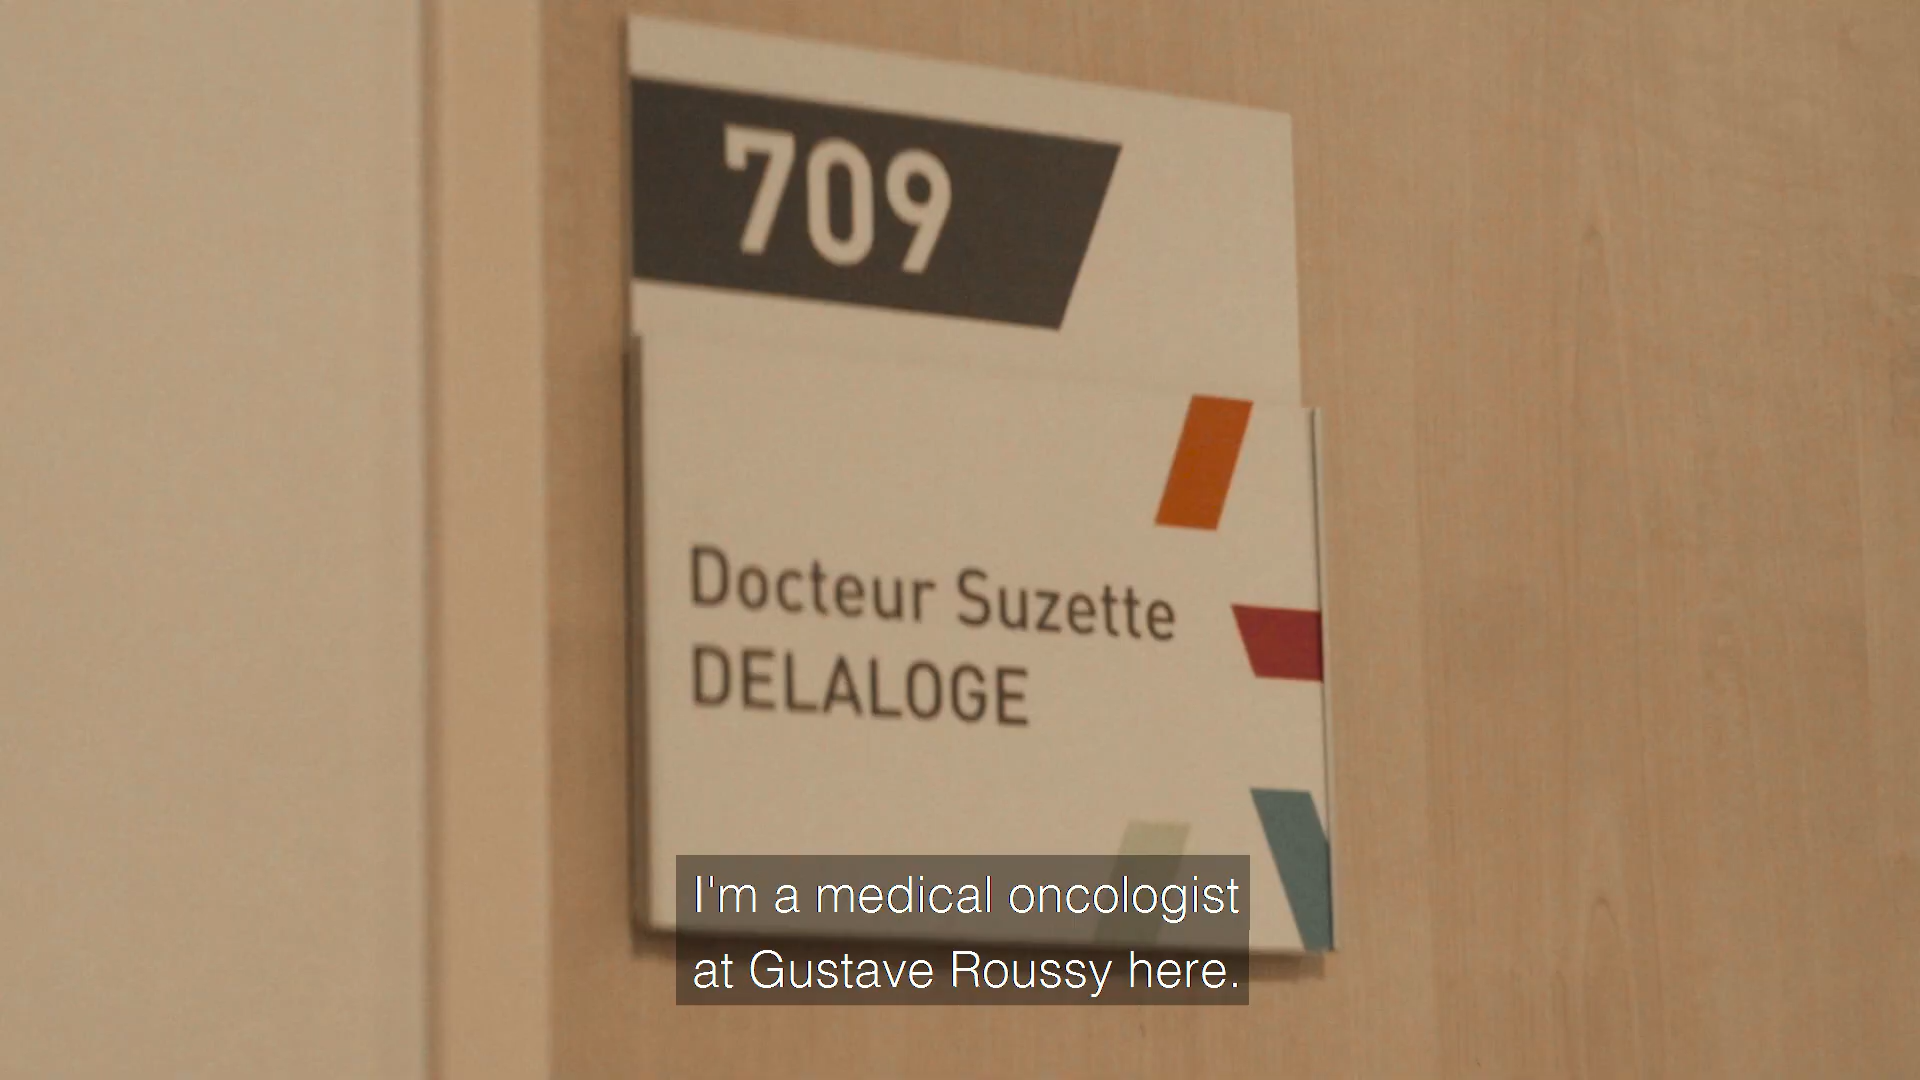 709
Docteur Suzette
DELALOGE
I'm a medical oncologist
at Gustave Roussy here.